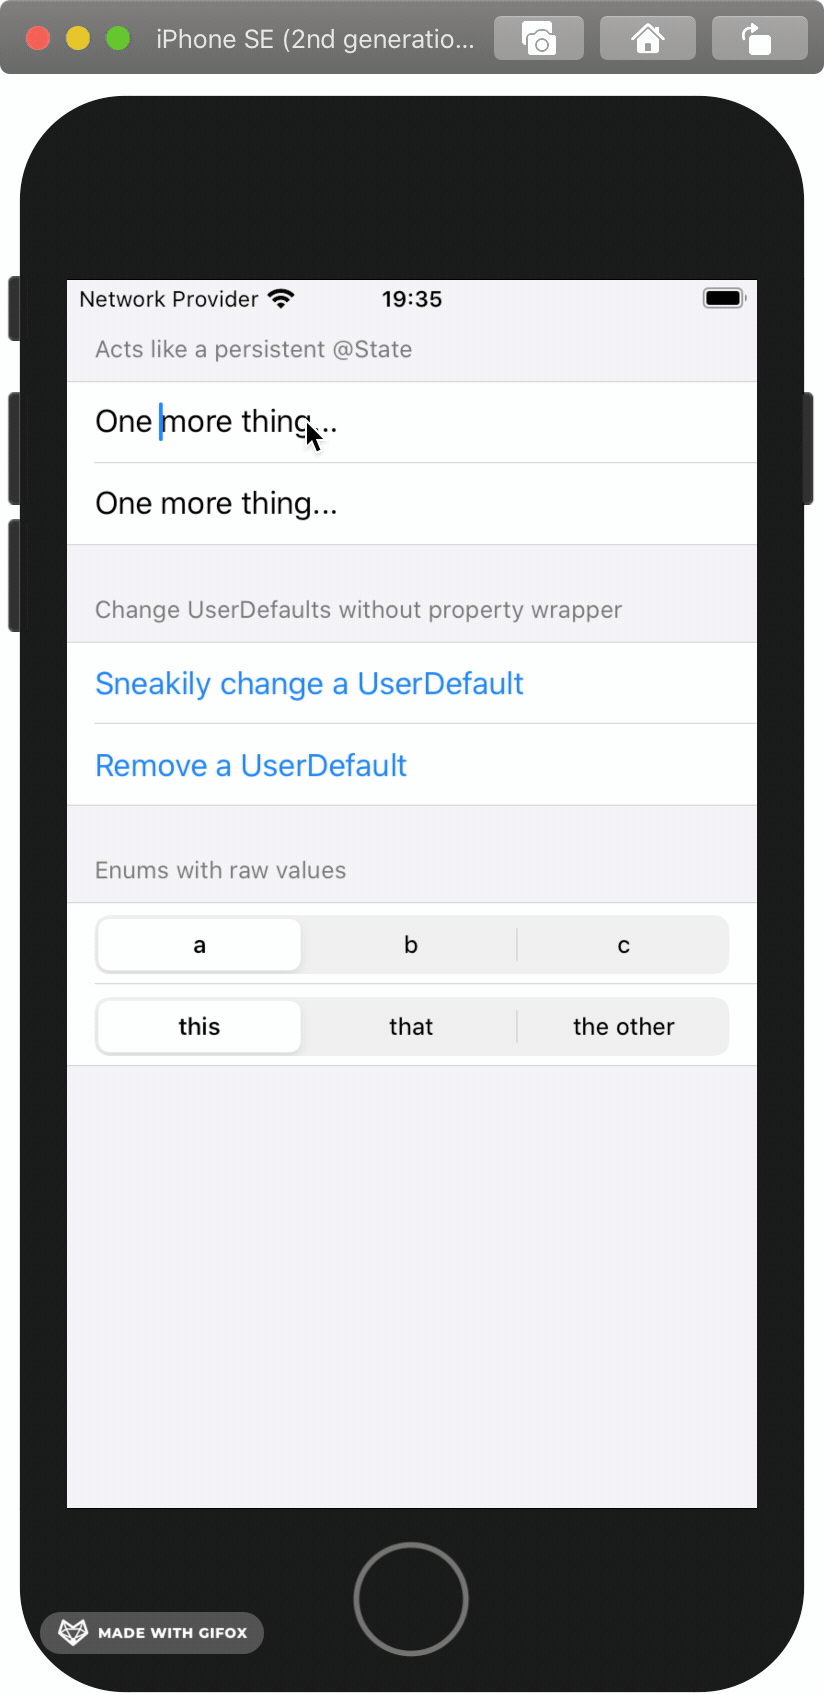 iPhone SE (2nd generatio...
Network Provider 19:35
Acts like a persistent @State
One more thing...
One more thing...
Change UserDefaults without property wrapper
Sneakily change a UserDefault
Remove a UserDefault
Enums with raw values
a b c
this that the other
MADE WITH GIFOX